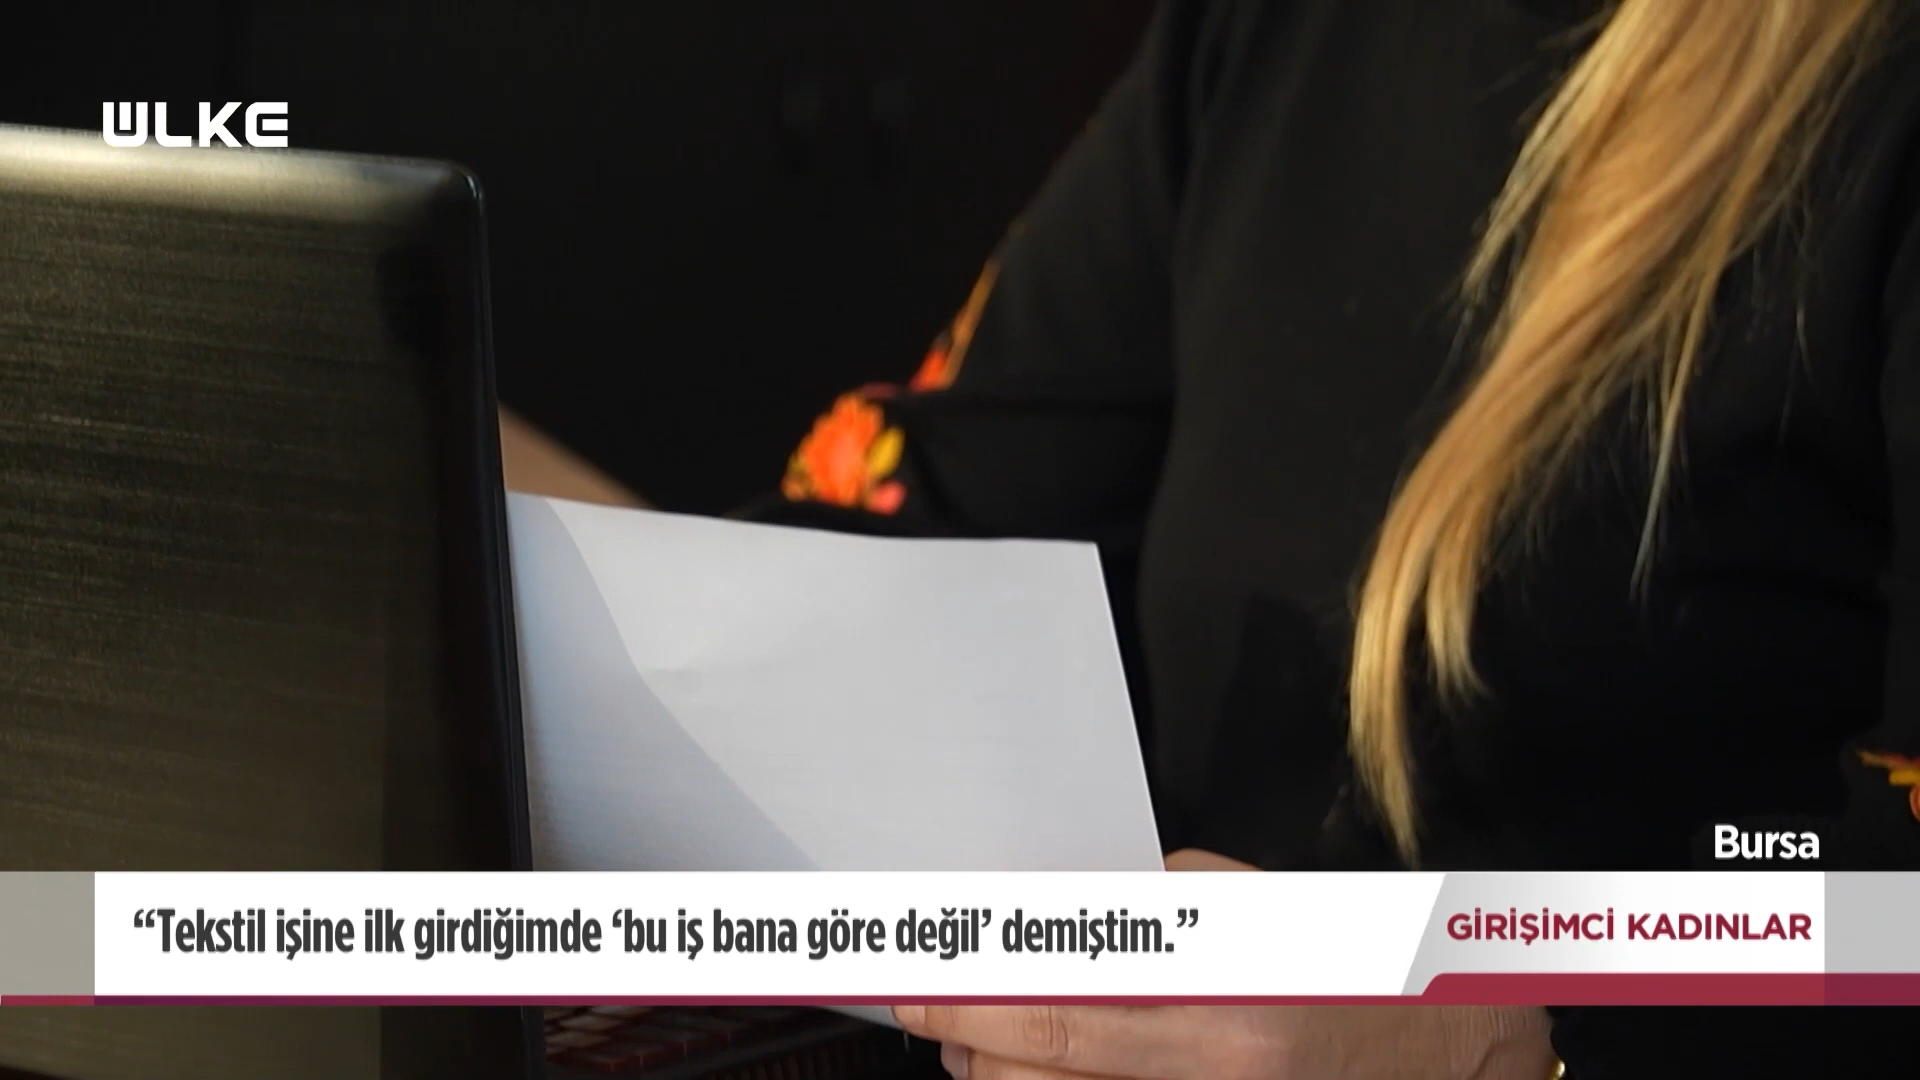 ÜLKE
Bursa
“Tekstil işine ilk girdiğimde ‘bu iş bana göre değil’ demiştim.”
GİRİŞİMCİ KADINLAR